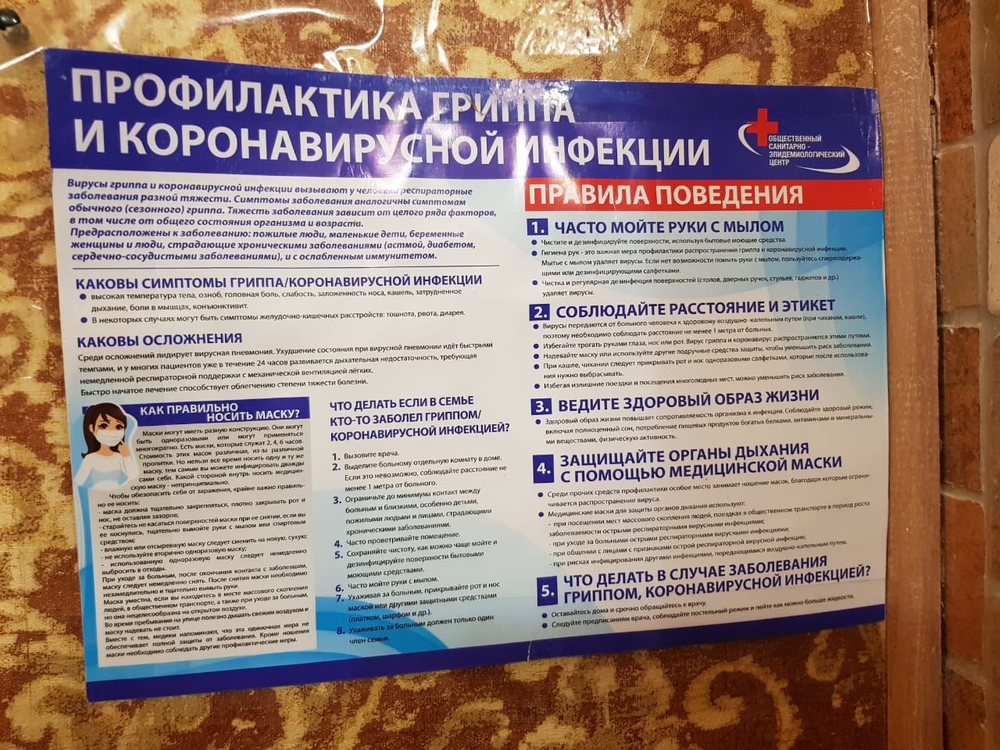 ПРОФИЛАКТИКА ГРИППА
И КОРОНАВИРУСНОЙ ИНФЕКЦИИ
ОБЩЕСТВЕННЫЙ
САНИТАРНО -
ЭПИДЕМИОЛОГИЧЕСКИЙ
ЦЕНТР
Вирусы гриппа и коронавирусной инфекции вызывают у человека респираторные
заболевания разной тяжести. Симптомы заболевания аналогичны симптомам
обычного (сезонного) гриппа. Тяжесть заболевания зависит от целого ряда факторов,
в том числе от общего состояния организма и возраста.
Предрасположены к заболеванию: пожилые люди, маленькие дети, беременные
женщины и люди, страдающие хроническими заболеваниями (астмой, диабетом,
сердечно-сосудистыми заболеваниями), и с ослабленным иммунитетом.
КАКОВЫ СИМПТОМЫ ГРИППА/КОРОНАВИРУСНОЙ ИНФЕКЦИИ
● высокая температура тела, озноб, головная боль, слабость, заложенность носа, кашель, затрудненное
дыхание, боли в мышцах, конъюнктивит.
● В некоторых случаях могут быть симптомы желудочно-кишечных расстройств: тошнота, рвота, диарея.
КАКОВЫ ОСЛОЖНЕНИЯ
Среди осложнений лидирует вирусная пневмония. Ухудшение состояния при вирусной пневмонии идёт быстрыми
темпами, и у многих пациентов уже в течение 24 часов развивается дыхательная недостаточность, требующая
немедленной респираторной поддержки с механической вентиляцией лёгких.
Быстро начатое лечение способствует облегчению степени тяжести болезни.
КАК ПРАВИЛЬНО
НОСИТЬ МАСКУ?
Маски могут иметь разную конструкцию. Они могут
быть одноразовыми или могут применяться
многократно. Есть маски, которые служат 2, 4, 6 часов.
Стоимость этих масок различная, из-за различной
пропитки. Но нельзя все время носить одну и ту же
маску, тем самым вы можете инфицировать дважды
сами себя. Какой стороной внутрь носить медицин-
скую маску - непринципиально.
Чтобы обезопасить себя от заражения, крайне важно правиль-
но ее носить:
- маска должна тщательно закрепляться, плотно закрывать рот и
нос, не оставляя зазоров;
- старайтесь не касаться поверхностей маски при ее снятии, если вы
ее коснулись, тщательно вымойте руки с мылом или спиртовым
средством;
- влажную или отсыревшую маску следует сменить на новую, сухую;
- не используйте вторично одноразовую маску;
- использованную одноразовую маску следует немедленно
выбросить в отходы.
При уходе за больным, после окончания контакта с заболевшим,
маску следует немедленно снять. После снятия маски необходимо
незамедлительно и тщательно вымыть руки.
Маска уместна, если вы находитесь в месте массового скопления
людей, в общественном транспорте, а также при уходе за больным,
но она нецелесообразна на открытом воздухе.
Во время пребывания на улице полезно дышать свежим воздухом и
маску надевать не стоит.
Вместе с тем, медики напоминают, что эта одиночная мера не
обеспечивает полной защиты от заболевания. Кроме ношения
маски необходимо соблюдать другие профилактические меры.
ЧТО ДЕЛАТЬ ЕСЛИ В СЕМЬЕ
КТО-ТО ЗАБОЛЕЛ ГРИППОМ/
КОРОНАВИРУСНОЙ ИНФЕКЦИЕЙ?
1. Вызовите врача.
2. Выделите больному отдельную комнату в доме.
Если это невозможно, соблюдайте расстояние не
менее 1 метра от больного.
3. Ограничьте до минимума контакт между
больным и близкими, особенно детьми,
пожилыми людьми и лицами, страдающими
хроническими заболеваниями.
4. Часто проветривайте помещение.
5. Сохраняйте чистоту, как можно чаще мойте и
дезинфицируйте поверхности бытовыми
моющими средствами.
6. Часто мойте руки с мылом.
7. Ухаживая за больным, прикрывайте рот и нос
маской или другими защитными средствами
(платком, шарфом и др.).
8. Ухаживать за больным должен только один
член семьи.
ПРАВИЛА ПОВЕДЕНИЯ
1. ЧАСТО МОЙТЕ РУКИ С МЫЛОМ
● Чистите и дезинфицируйте поверхности, используя бытовые моющие средства.
● Гигиена рук - это важная мера профилактики распространения гриппа и коронавирусной инфекции.
Мытье с мылом удаляет вирусы. Если нет возможности помыть руки с мылом, пользуйтесь спиртсодержа-
щими или дезинфицирующими салфетками.
● Чистка и регулярная дезинфекция поверхностей (столов, дверных ручек, стульев, гаджетов и др.)
удаляет вирусы.
2. СОБЛЮДАЙТЕ РАССТОЯНИЕ И ЭТИКЕТ
● Вирусы передаются от больного человека к здоровому воздушно -капельным путем (при чихании, кашле),
поэтому необходимо соблюдать расстояние не менее 1 метра от больных.
● Избегайте трогать руками глаза, нос или рот. Вирус гриппа и коронавирус распространяются этими путями.
● Надевайте маску или используйте другие подручные средства защиты, чтобы уменьшить риск заболевания.
● При кашле, чихании следует прикрывать рот и нос одноразовыми салфетками, которые после использова-
ния нужно выбрасывать.
● Избегая излишние поездки и посещения многолюдных мест, можно уменьшить риск заболевания.
3. ВЕДИТЕ ЗДОРОВЫЙ ОБРАЗ ЖИЗНИ
● Здоровый образ жизни повышает сопротивляемость организма к инфекции. Соблюдайте здоровый режим,
включая полноценный сон, потребление пищевых продуктов богатых белками, витаминами и минеральны-
ми веществами, физическую активность.
4. ЗАЩИЩАЙТЕ ОРГАНЫ ДЫХАНИЯ
С ПОМОЩЬЮ МЕДИЦИНСКОЙ МАСКИ
● Среди прочих средств профилактики особое место занимает ношение масок, благодаря которым ограни-
чивается распространение вируса.
● Медицинские маски для защиты органов дыхания используют:
- при посещении мест массового скопления людей, поездках в общественном транспорте в период роста
заболеваемости острыми респираторными вирусными инфекциями;
- при уходе за больными острыми респираторными вирусными инфекциями;
- при общении с лицами с признаками острой респираторной вирусной инфекции;
- при рисках инфицирования другими инфекциями, передающимися воздушно-капельным путем.
5. ЧТО ДЕЛАТЬ В СЛУЧАЕ ЗАБОЛЕВАНИЯ
ГРИППОМ, КОРОНАВИРУСНОЙ ИНФЕКЦИЕЙ?
● Оставайтесь дома и срочно обращайтесь к врачу.
● Следуйте предписаниям врача, соблюдайте постельный режим и пейте как можно больше жидкости.